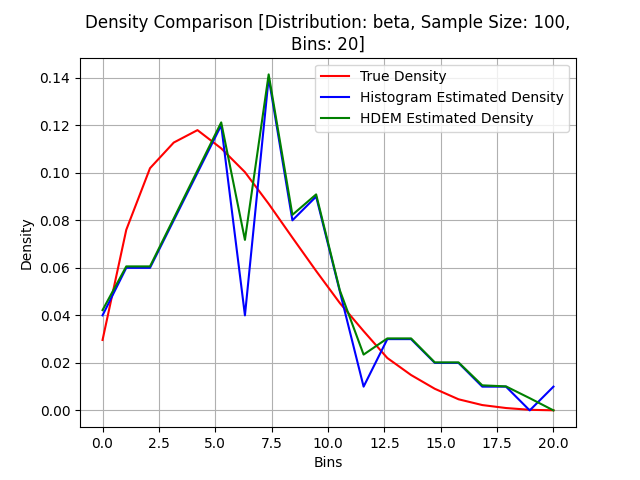 Density Comparison [Distribution: beta, Sample Size: 100,
Bins: 20]
True Density
Histogram Estimated Density
HDEM Estimated Density
Density
0.14
0.12
0.10
0.08
0.06
0.04
0.02
0.00
0.0 2.5 5.0 7.5 10.0 12.5 15.0 17.5 20.0
Bins